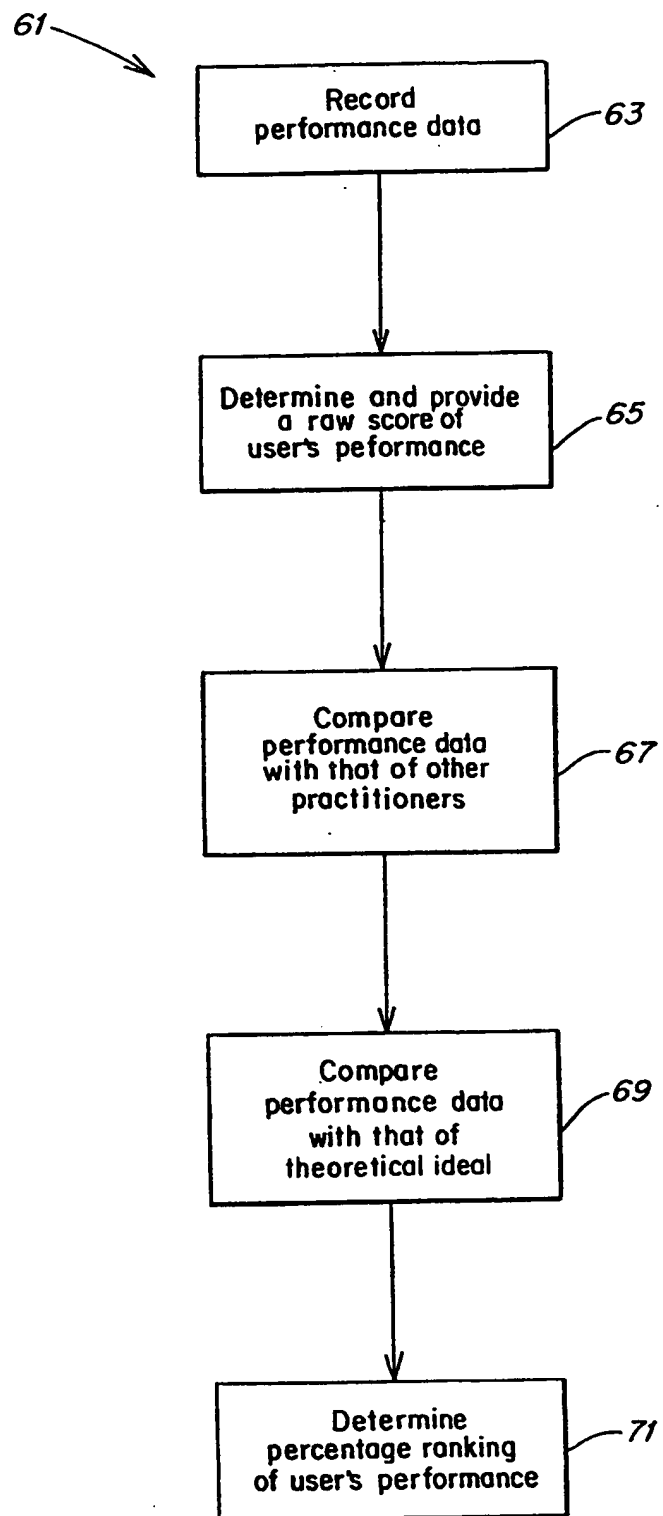 61
Record
performance data
63
Determine and provide
a raw score of
user's peformance
65
Compare
performance data
with that of other
practitioners
67
Compare
performance data
with that of
theoretical ideal
69
Determine
percentage ranking
of user's performance
71